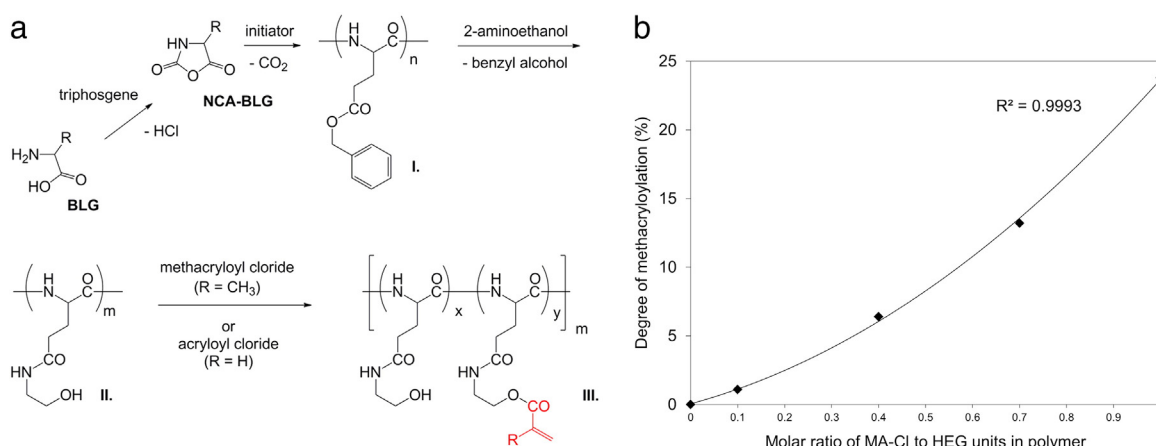 a
R
HN
O
O
O
NCA-BLG
initiator
- CO2
H
N
O
C
n
CO
O
I.
2-aminoethanol
- benzyl alcohol
triphosgene
- HCl
R
H2N
HO
O
BLG
H
N
O
C
m
CO
HN
OH
II.
methacryloyl cloride
(R = CH3)
or
acryloyl cloride
(R = H)
H
N
O
C
x
H
N
O
C
y
m
CO
HN
OH
CO
HN
O
CO
R
III.
b
R² = 0.9993
Degree of methacryloylation (%)
25
20
15
10
5
0
0 0.1 0.2 0.3 0.4 0.5 0.6 0.7 0.8 0.9
Molar ratio of MA-Cl to HEG units in polymer